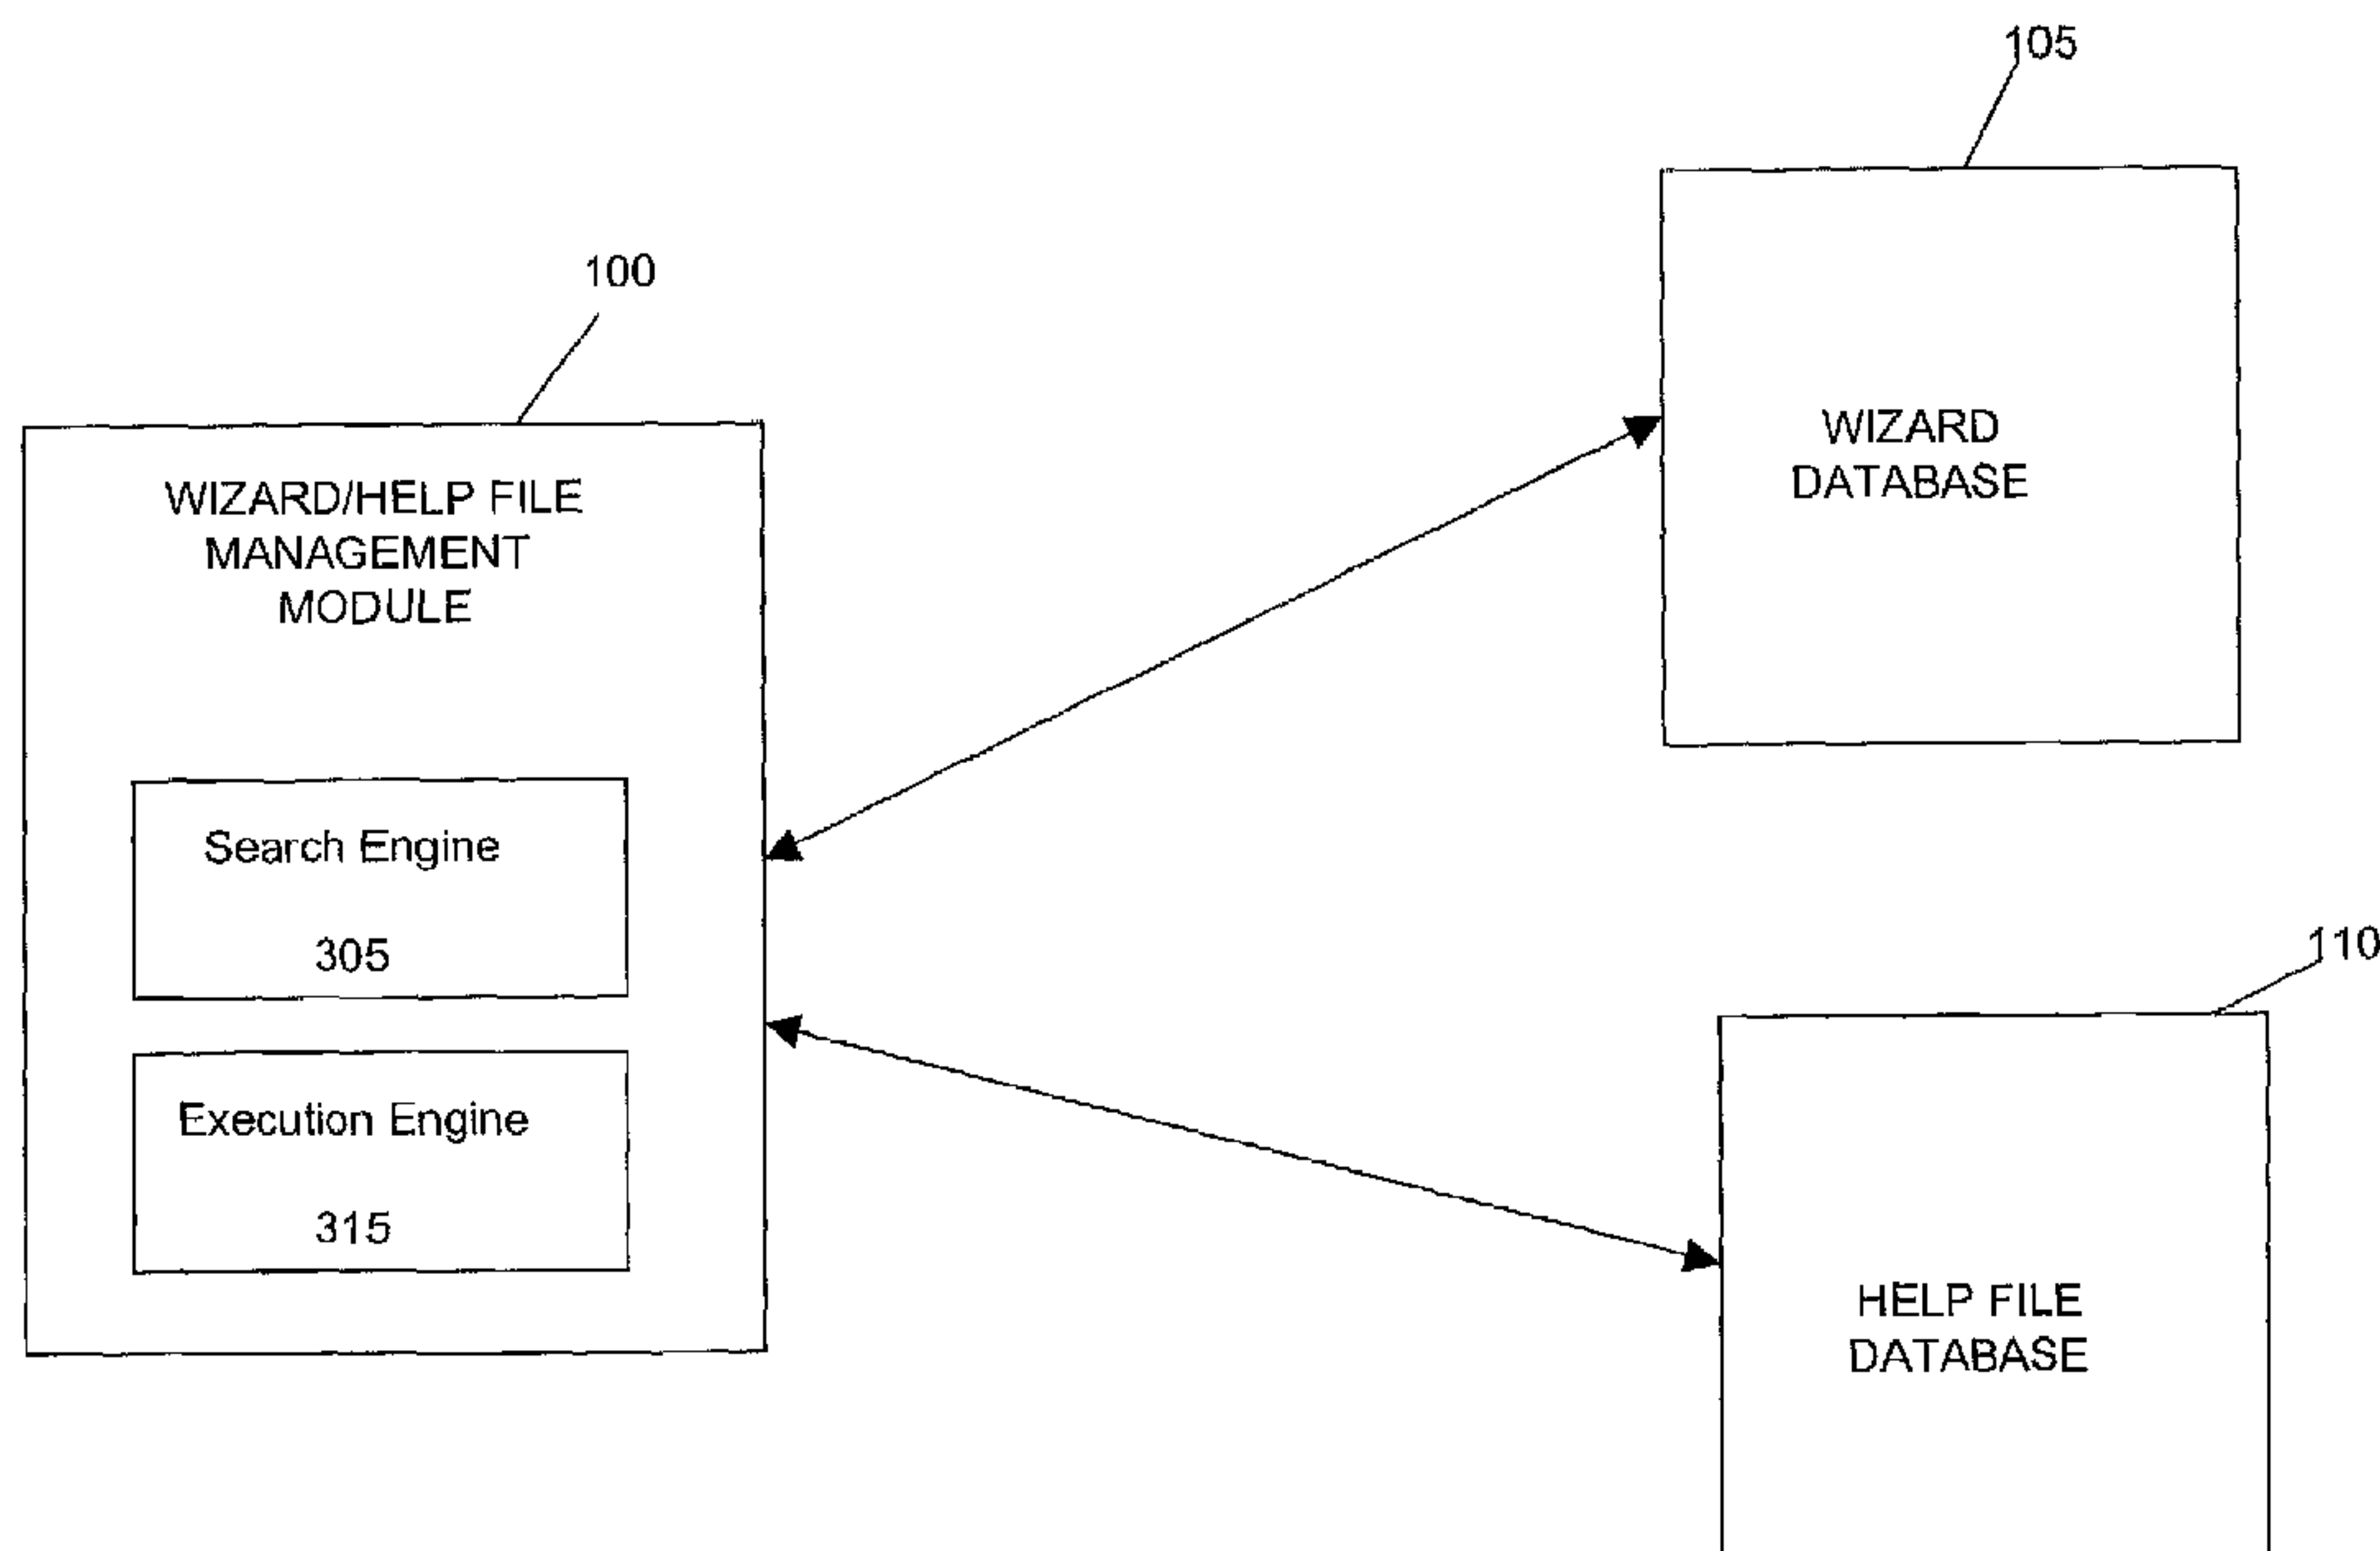 105
100
WIZARD/HELP FILE
MANAGEMENT
MODULE
WIZARD
DATABASE
Search Engine
305
110
Execution Engine
315
HELP FILE
DATABASE